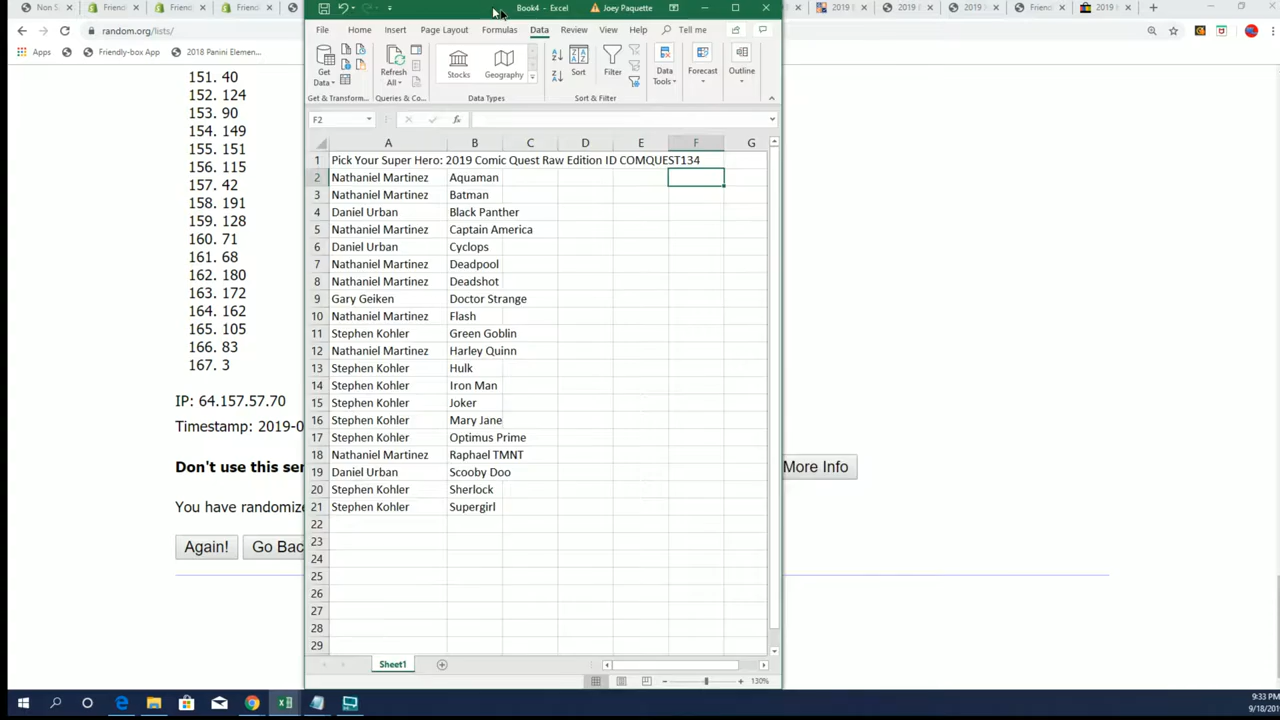 Non S
Friend
Friend
Friend
2019 B
2019 E
2019 E
Friend
2019 3
Book4 - Excel
Joey Paquette
random.org/lists/
Apps
Friendly-box App
2018 Panini Elemen...
File
Home
Insert
Page Layout
Formulas
Data
Review
View
Help
Tell me
Get
Data
Refresh
All
Stocks
Geography
Sort
Filter
Data
Tools
Forecast
Outline
Get & Transform...
Queries & Co...
Data Types
Sort & Filter
F2
A B C D E F G
1 Pick Your Super Hero: 2019 Comic Quest Raw Edition ID COMQUEST134
2 Nathaniel Martinez Aquaman
3 Nathaniel Martinez Batman
4 Daniel Urban Black Panther
5 Nathaniel Martinez Captain America
6 Daniel Urban Cyclops
7 Nathaniel Martinez Deadpool
8 Nathaniel Martinez Deadshot
9 Gary Geiken Doctor Strange
10 Nathaniel Martinez Flash
11 Stephen Kohler Green Goblin
12 Nathaniel Martinez Harley Quinn
13 Stephen Kohler Hulk
14 Stephen Kohler Iron Man
15 Stephen Kohler Joker
16 Stephen Kohler Mary Jane
17 Stephen Kohler Optimus Prime
18 Nathaniel Martinez Raphael TMNT
19 Daniel Urban Scooby Doo
20 Stephen Kohler Sherlock
21 Stephen Kohler Supergirl
22
23
24
25
26
27
28
29
Sheet1
130%
151. 40
152. 124
153. 90
154. 149
155. 151
156. 115
157. 42
158. 191
159. 128
160. 71
161. 68
162. 180
163. 172
164. 162
165. 105
166. 83
167. 3
IP: 64.157.57.70
Timestamp: 2019-0
Don't use this ser
More Info
You have randomize
Again!
Go Bac
9:33 PM
9/18/201